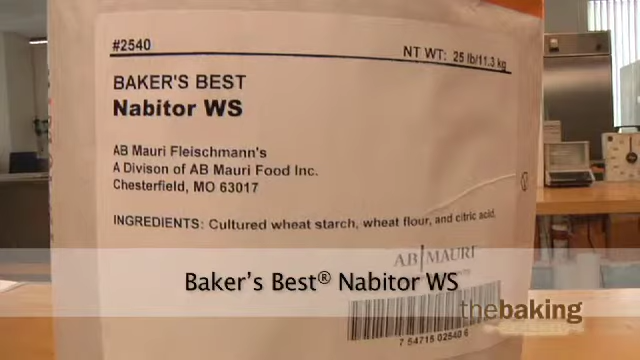 #2540 NT WT: 25 lb/11.3 kg
BAKER'S BEST
Nabitor WS
AB Mauri Fleischmann's
A Divison of AB Mauri Food Inc.
Chesterfield, MO 63017
INGREDIENTS: Cultured wheat starch, wheat flour, and citric acid.
AB MAURI
Baker's Best® Nabitor WS
thebaking
7 54715 02540 6